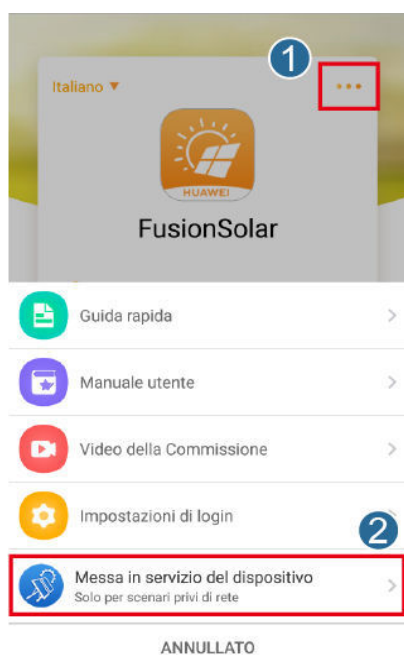 1
Italiano ▼ •••
HUAWEI
FusionSolar
Guida rapida
Manuale utente
Video della Commissione
Impostazioni di login
2
Messa in servizio del dispositivo
Solo per scenari privi di rete
ANNULLATO